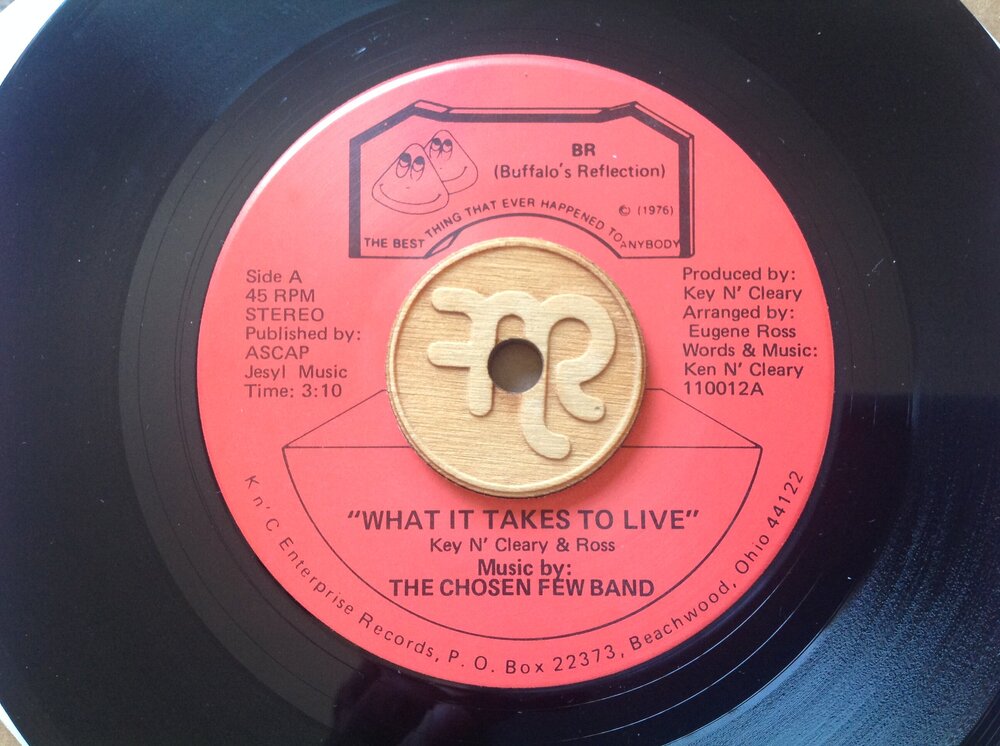 BR
(Buffalo's Reflection)
© (1976)
THE BEST THING THAT EVER HAPPENED TO ANYBODY
Side A
45 RPM
STEREO
Published by:
ASCAP
Jesyl Music
Time: 3:10
Produced by:
Key N' Cleary
Arranged by:
Eugene Ross
Words & Music:
Ken N' Cleary
110012A
"WHAT IT TAKES TO LIVE"
Key N' Cleary & Ross
Music by:
THE CHOSEN FEW BAND
K n' C Enterprise Records, P. O. Box 22373, Beachwood, Ohio 44122